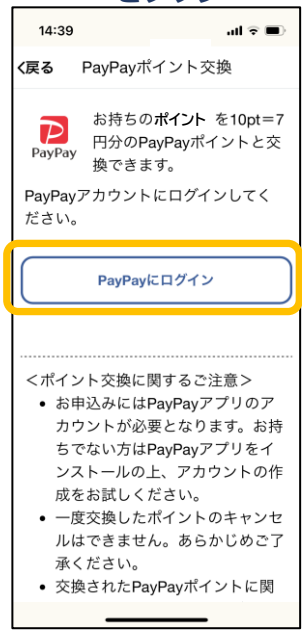 14:39
戻る PayPayポイント交換
お持ちのポイント を10pt＝7
円分のPayPayポイントと交
換できます。
PayPay
PayPayアカウントにログインしてく
ださい。
PayPayにログイン
＜ポイント交換に関するご注意＞
• お申込みにはPayPayアプリのア
カウントが必要となります。お持
ちでない方はPayPayアプリをイ
ンストールの上、アカウントの作
成をお試しください。
• 一度交換したポイントのキャンセ
ルはできません。あらかじめご了
承ください。
• 交換されたPayPayポイントに関